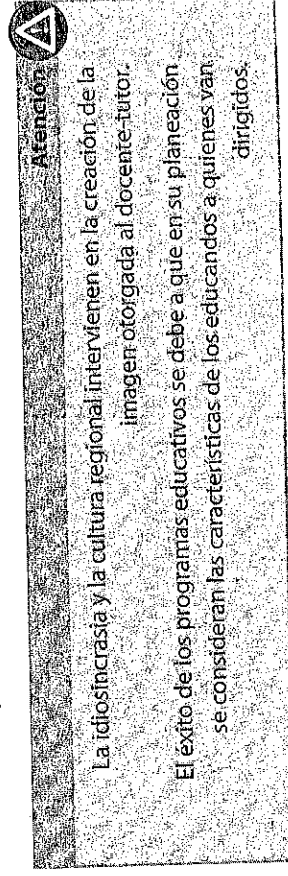 Atención
La idiosincrasia y la cultura regional intervienen en la creación de la
imagen otorgada al docente-tutor.
El éxito de los programas educativos se debe a que en su planeación
se consideran las características de los educandos a quienes van
dirigidos.